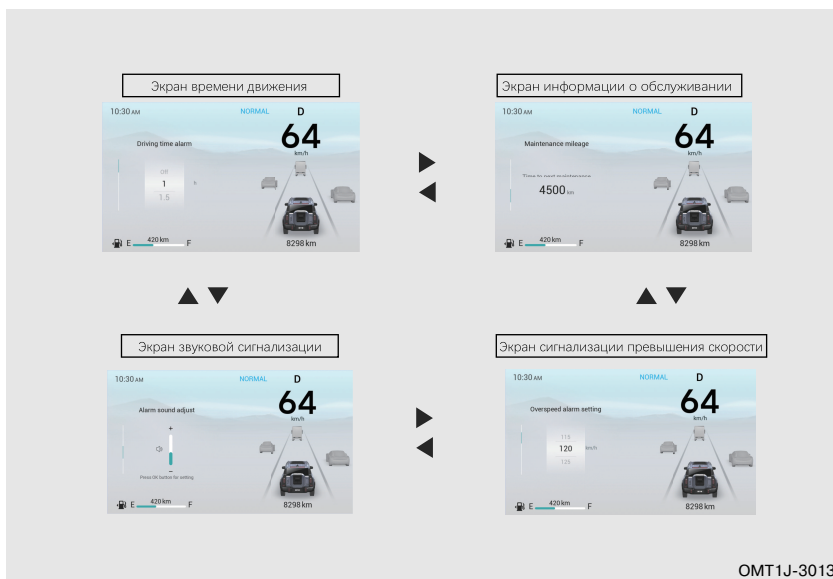 Экран времени движения
10:30 AM NORMAL D
64
km/h
Driving time alarm
Off
1 h
1.5
E 420 km F 8298 km
Экран информации о обслуживании
10:30 AM NORMAL D
64
km/h
Maintenance mileage
Time to next maintenance
4500 km
E 420 km F 8298 km
Экран звуковой сигнализации
10:30 AM NORMAL D
64
km/h
Alarm sound adjust
+
−
Press OK button for setting
E 420 km F 8298 km
Экран сигнализации превышения скорости
10:30 AM NORMAL D
64
km/h
Overspeed alarm setting
120 km/h
E 420 km F 8298 km
OMT1J-3013